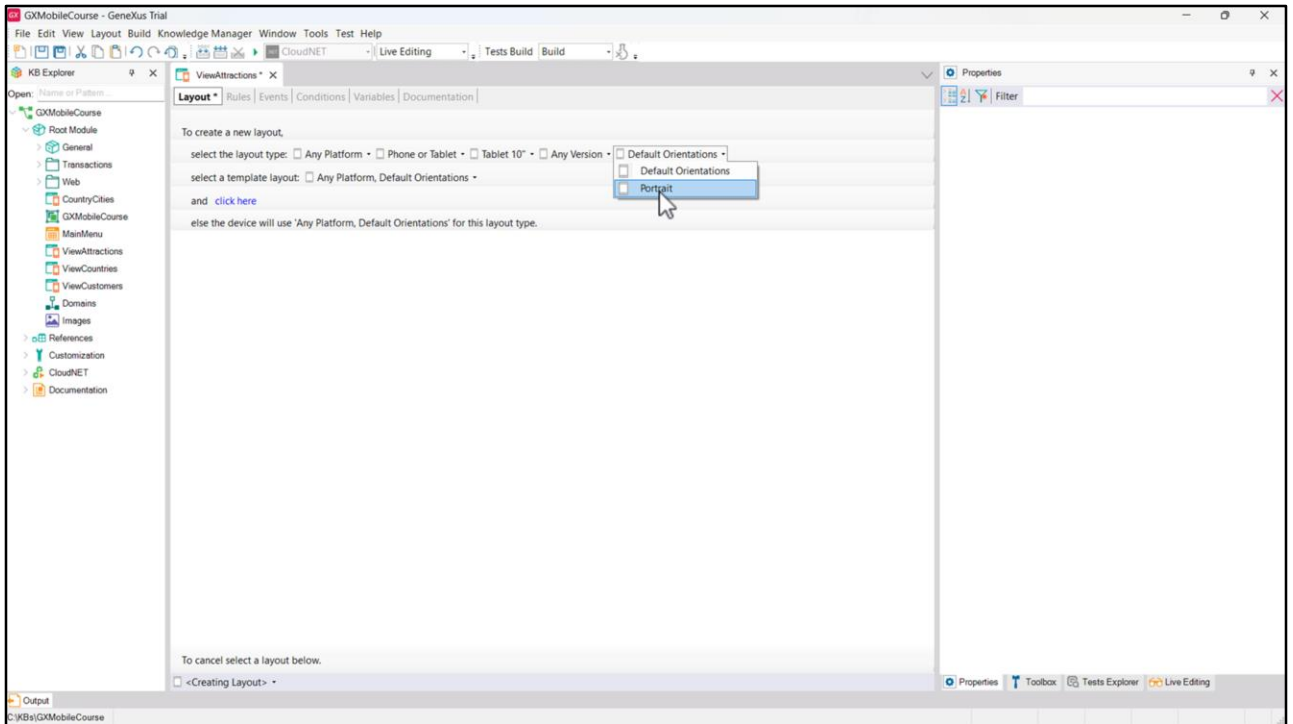 GX GXMobileCourse - GeneXus Trial
File Edit View Layout Build Knowledge Manager Window Tools Test Help
CloudNET Live Editing Tests Build Build
KB Explorer
Open: Name or Pattern...
GXMobileCourse
Root Module
General
Transactions
Web
CountryCities
GXMobileCourse
MainMenu
ViewAttractions
ViewCountries
ViewCustomers
Domains
Images
References
Customization
CloudNET
Documentation
ViewAttractions *
Layout * Rules Events Conditions Variables Documentation
To create a new layout,
select the layout type: Any Platform Phone or Tablet Tablet 10" Any Version Default Orientations
Default Orientations
Portrait
select a template layout: Any Platform, Default Orientations
and click here
else the device will use 'Any Platform, Default Orientations' for this layout type.
To cancel select a layout below.
<Creating Layout>
Properties
Filter
Properties Toolbox Tests Explorer Live Editing
Output
C:\KBs\GXMobileCourse